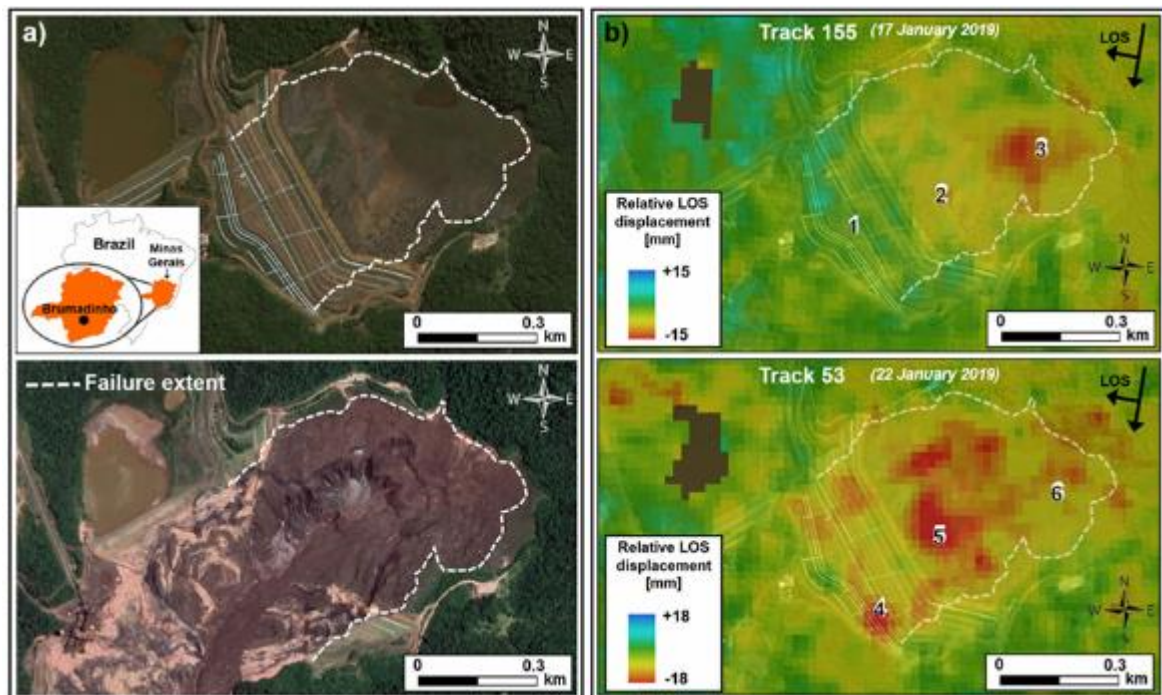 a)
N
W E
S
Brazil
Minas
Gerais
Brumadinho
0 0.3
km
Failure extent
N
W E
S
0 0.3
km
b)
Track 155 (17 January 2019)
LOS
3
2
1
Relative LOS
displacement
[mm]
+15
-15
N
W E
S
0 0.3
km
Track 53 (22 January 2019)
LOS
6
5
4
Relative LOS
displacement
[mm]
+18
-18
N
W E
S
0 0.3
km